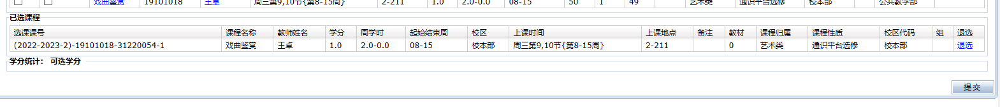 戏曲鉴赏 19101018 王卓 周三第9,10节{第8-15周} 2-211 1.0 2.0-0.0 08-15 50 1 49 艺术类 通识平台选修 校本部 公共教学部
已选课程
选课课号 课程名称 教师姓名 学分 周学时 起始结束周 校区 上课时间 上课地点 备注 教材 课程归属 课程性质 校区代码 组 退选
(2022-2023-2)-19101018-31220054-1 戏曲鉴赏 王卓 1.0 2.0-0.0 08-15 校本部 周三第9,10节{第8-15周} 2-211 0 艺术类 通识平台选修 校本部 退选
学分统计： 可选学分
提交